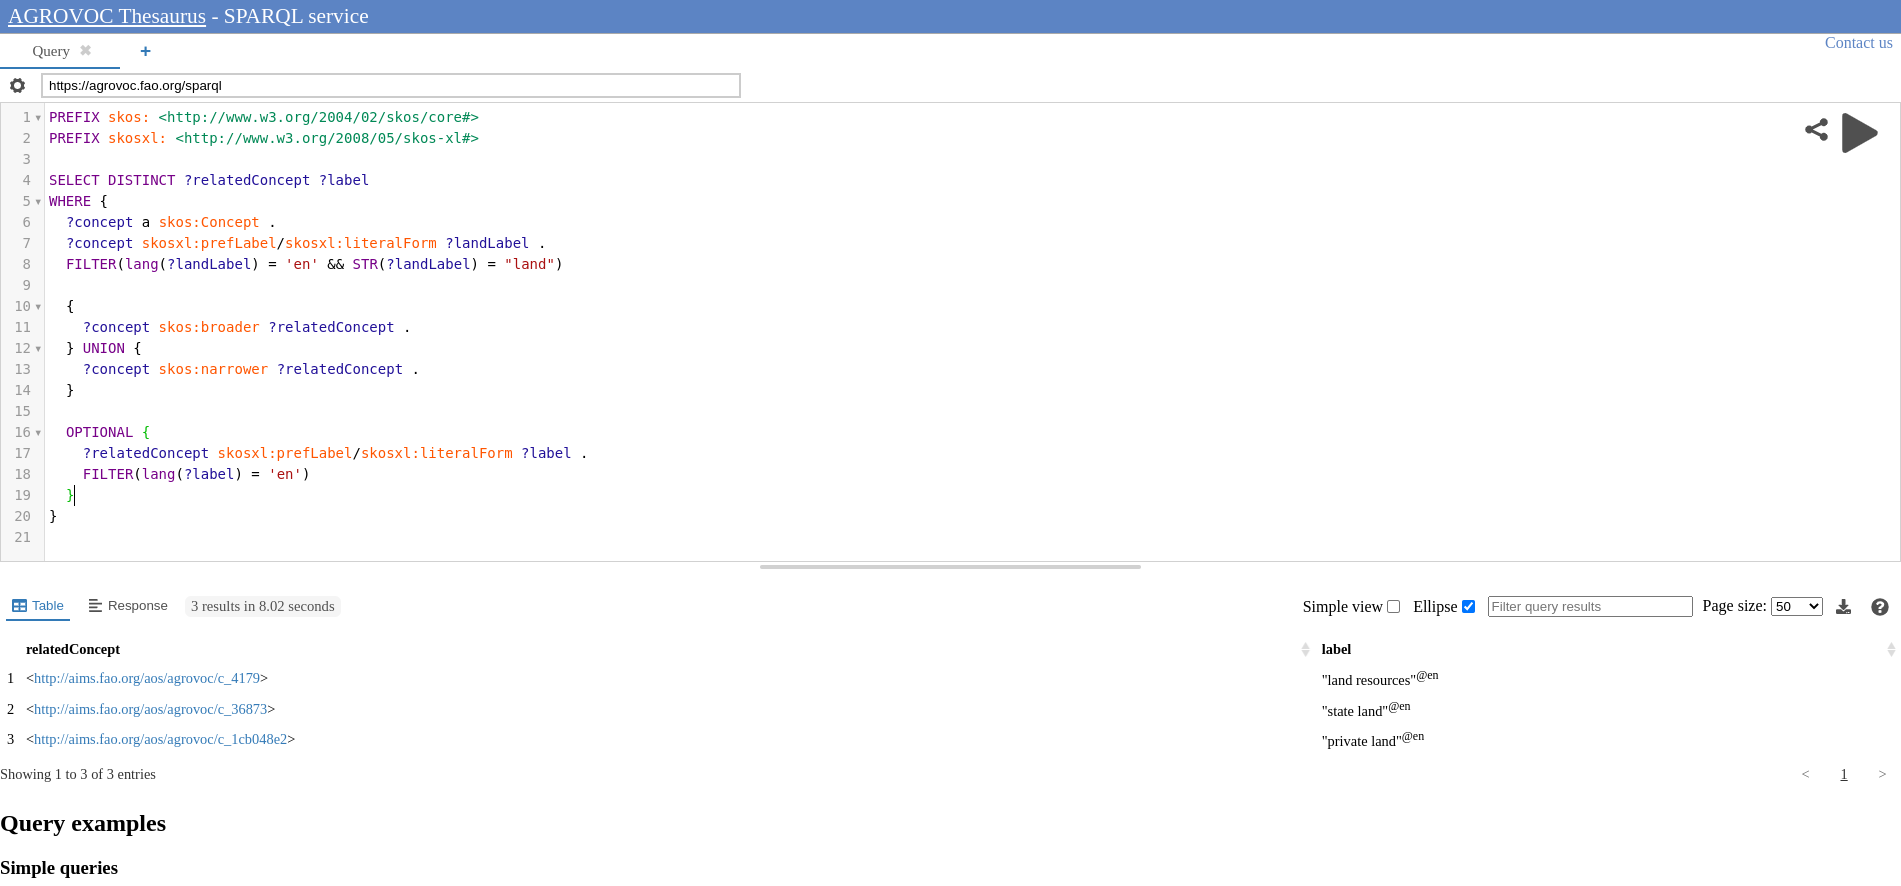 AGROVOC Thesaurus - SPARQL service
Query ✖ +
Contact us
https://agrovoc.fao.org/sparql
1 PREFIX skos: <http://www.w3.org/2004/02/skos/core#>
2 PREFIX skosxl: <http://www.w3.org/2008/05/skos-xl#>
3
4 SELECT DISTINCT ?relatedConcept ?label
5 WHERE {
6   ?concept a skos:Concept .
7   ?concept skosxl:prefLabel/skosxl:literalForm ?landLabel .
8   FILTER(lang(?landLabel) = 'en' && STR(?landLabel) = "land")
9
10   {
11     ?concept skos:broader ?relatedConcept .
12   } UNION {
13     ?concept skos:narrower ?relatedConcept .
14   }
15
16   OPTIONAL {
17     ?relatedConcept skosxl:prefLabel/skosxl:literalForm ?label .
18     FILTER(lang(?label) = 'en')
19   }
20 }
21
Table Response 3 results in 8.02 seconds Simple view Ellipse Filter query results Page size: 50
relatedConcept label
1 <http://aims.fao.org/aos/agrovoc/c_4179> "land resources"@en
2 <http://aims.fao.org/aos/agrovoc/c_36873> "state land"@en
3 <http://aims.fao.org/aos/agrovoc/c_1cb048e2> "private land"@en
Showing 1 to 3 of 3 entries < 1 >
Query examples
Simple queries